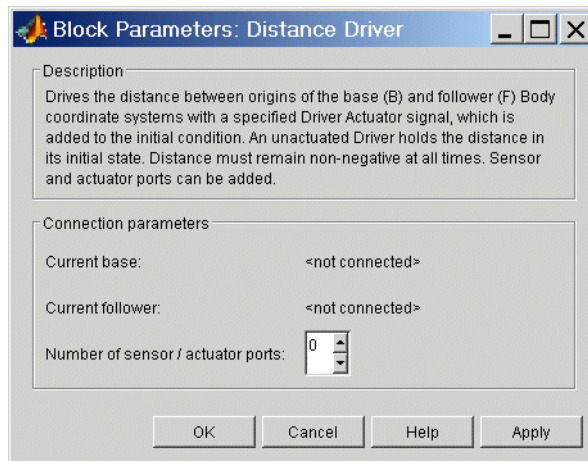 Block Parameters: Distance Driver
Description
Drives the distance between origins of the base (B) and follower (F) Body
coordinate systems with a specified Driver Actuator signal, which is
added to the initial condition. An unactuated Driver holds the distance in
its initial state. Distance must remain non-negative at all times. Sensor
and actuator ports can be added.
Connection parameters
Current base: <not connected>
Current follower: <not connected>
Number of sensor / actuator ports: 0
OK Cancel Help Apply